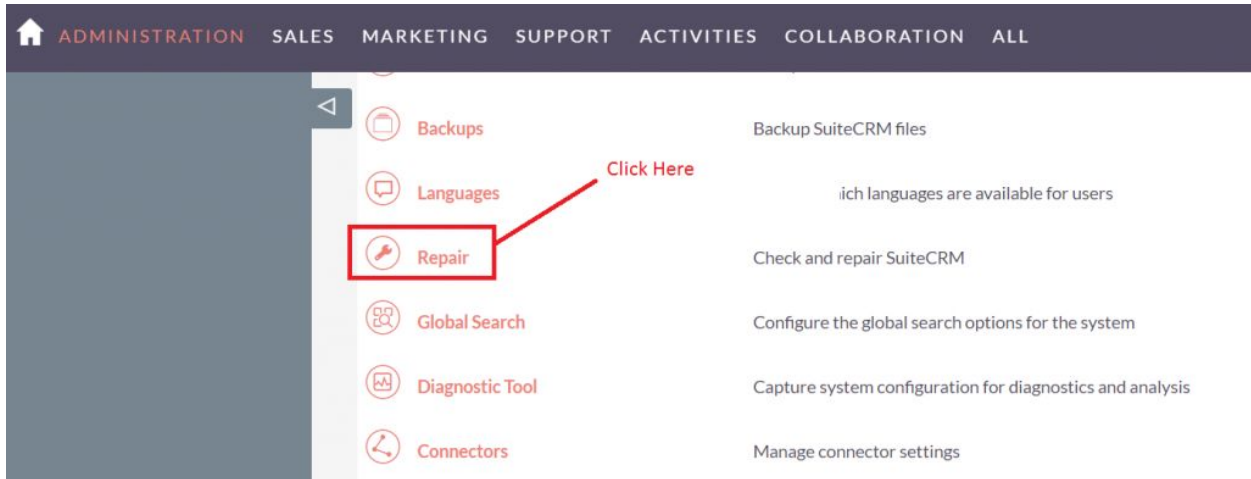 ADMINISTRATION SALES MARKETING SUPPORT ACTIVITIES COLLABORATION ALL
Backups Backup SuiteCRM files
Click Here
Languages languages are available for users
Repair Check and repair SuiteCRM
Global Search Configure the global search options for the system
Diagnostic Tool Capture system configuration for diagnostics and analysis
Connectors Manage connector settings